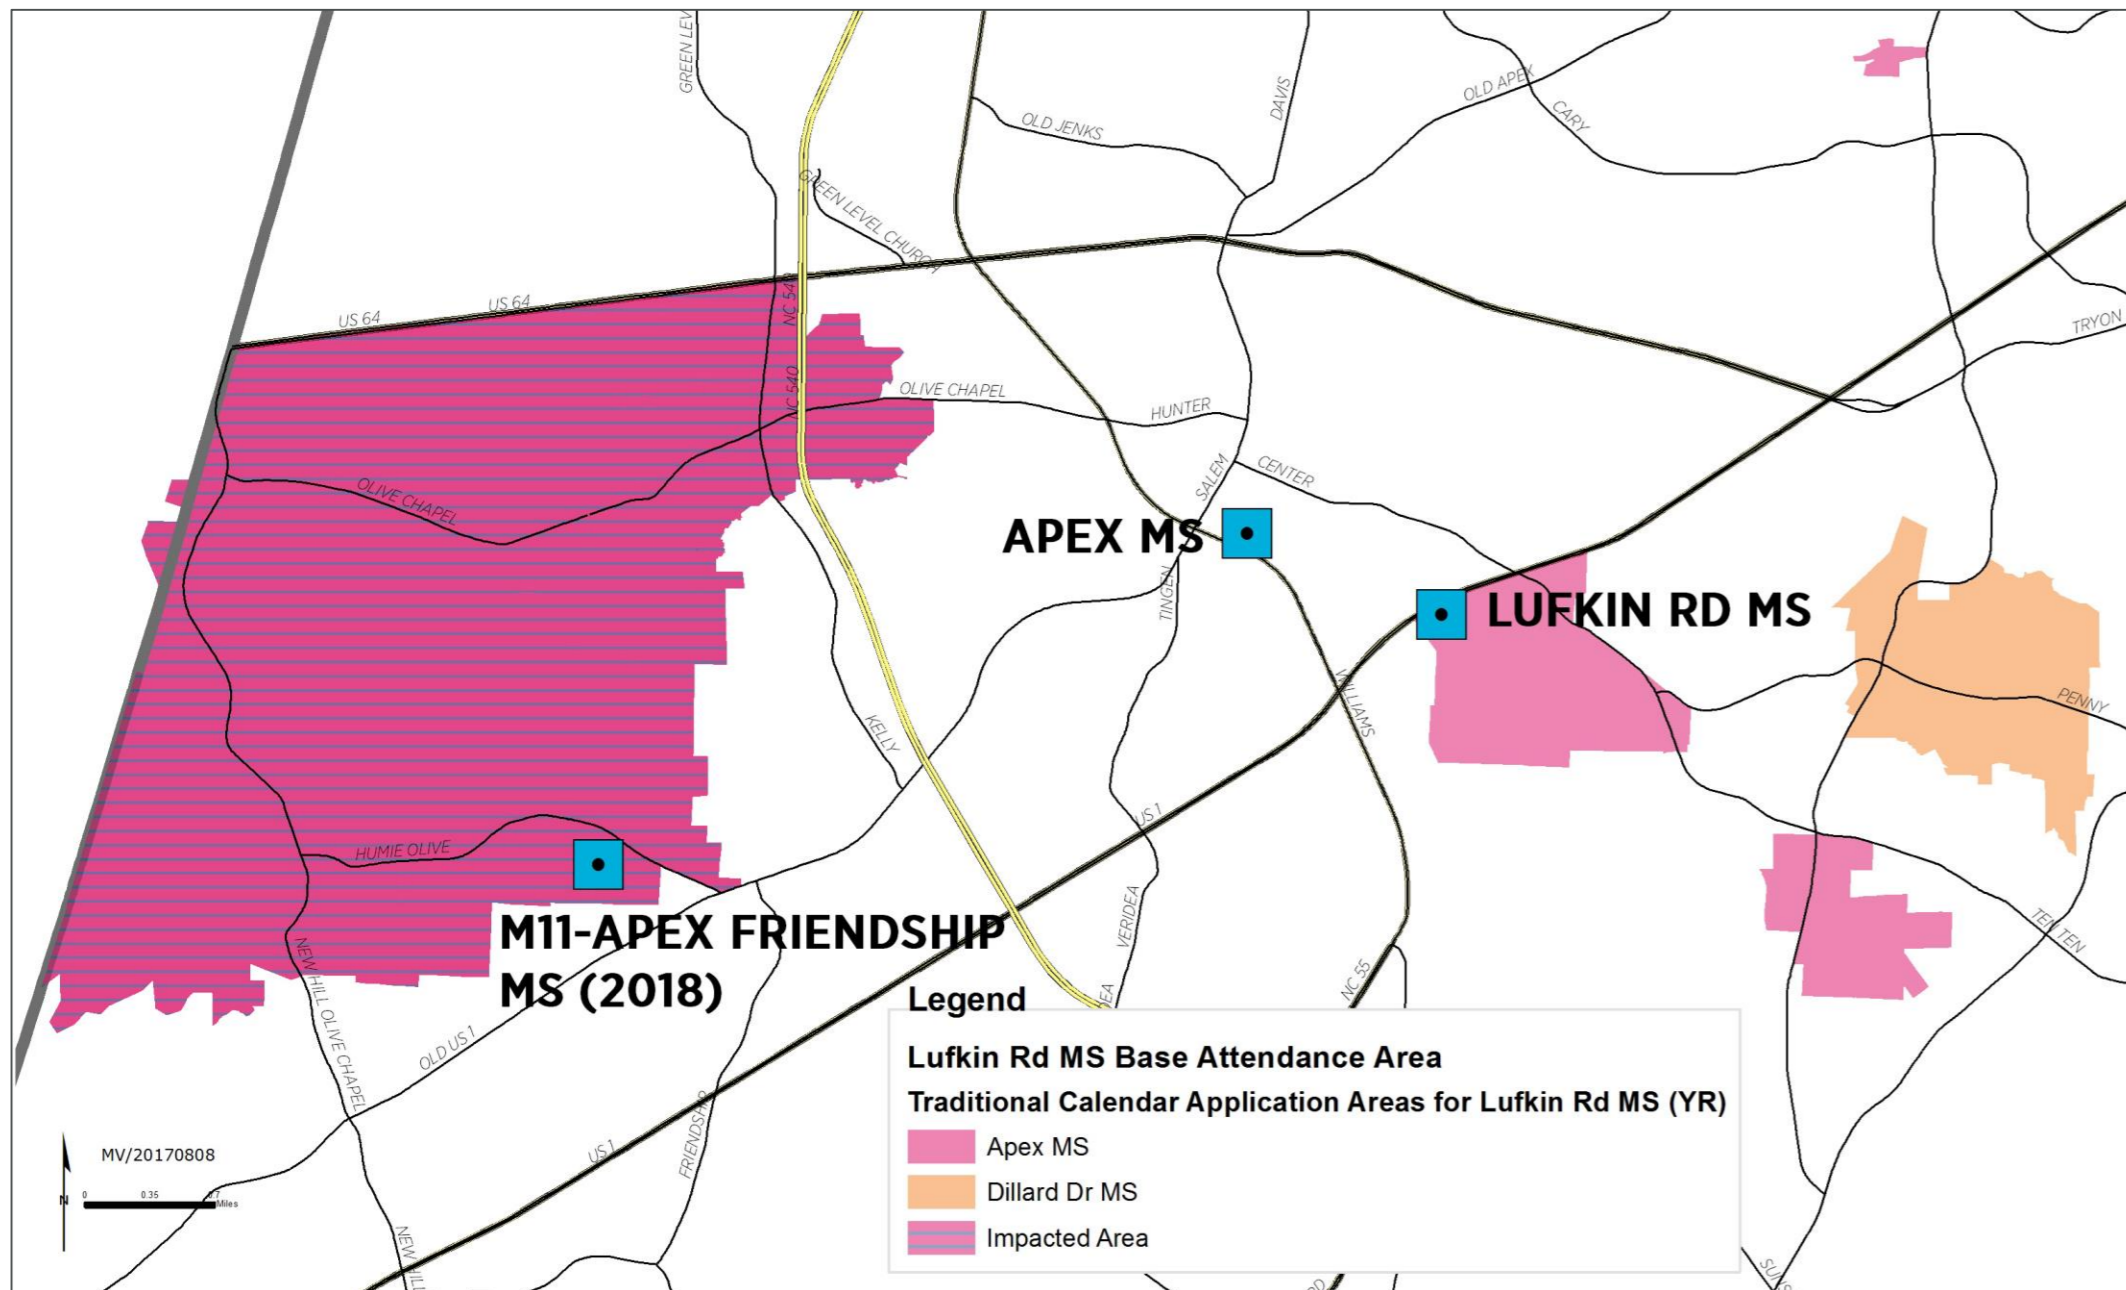 GREEN LEV
OLD JENKS
DAVIS
OLD APEX
CARY
GREEN LEVEL CHURCH
US 64
US 64
NC 540
NC 540
TRYON
OLIVE CHAPEL
HUNTER
OLIVE CHAPEL
SALEM
CENTER
APEX MS
TINGEN
LUFKIN RD MS
WILLIAMS
PENNY
KELLY
US 1
HUMIE OLIVE
VERIDEA
TEN TEN
M11-APEX FRIENDSHIP
MS (2018)
NEW HILL OLIVE CHAPEL
OLD US 1
NC 55
DEA
FRIENDSHIP
US 1
NEW HILL
SUNS
Legend
Lufkin Rd MS Base Attendance Area
Traditional Calendar Application Areas for Lufkin Rd MS (YR)
Apex MS
Dillard Dr MS
Impacted Area
MV/20170808
N
0 0.35 0.7
Miles